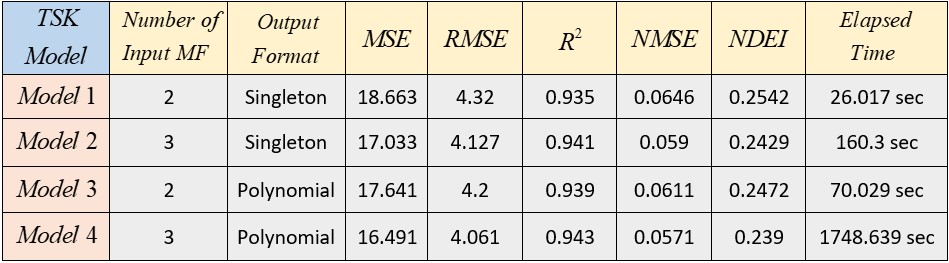 TSK Model | Number of Input MF | Output Format | MSE | RMSE | R² | NMSE | NDEI | Elapsed Time
Model 1 | 2 | Singleton | 18.663 | 4.32 | 0.935 | 0.0646 | 0.2542 | 26.017 sec
Model 2 | 3 | Singleton | 17.033 | 4.127 | 0.941 | 0.059 | 0.2429 | 160.3 sec
Model 3 | 2 | Polynomial | 17.641 | 4.2 | 0.939 | 0.0611 | 0.2472 | 70.029 sec
Model 4 | 3 | Polynomial | 16.491 | 4.061 | 0.943 | 0.0571 | 0.239 | 1748.639 sec